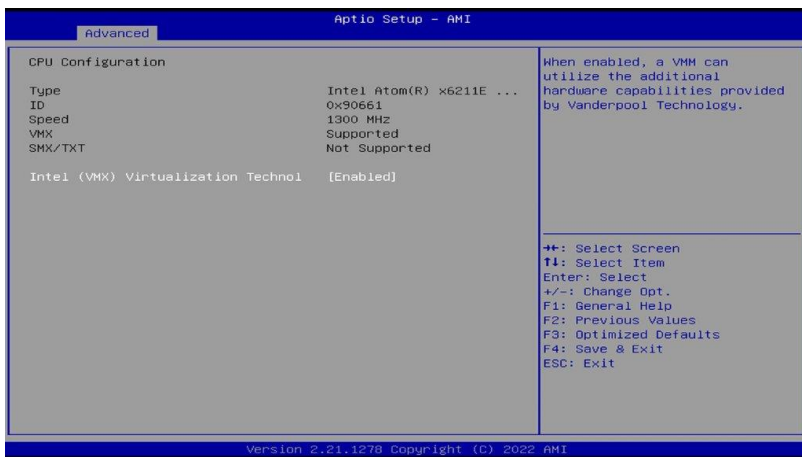 Aptio Setup – AMI
Advanced
CPU Configuration
Type Intel Atom(R) x6211E ...
ID 0x90661
Speed 1300 MHz
VMX Supported
SMX/TXT Not Supported
Intel (VMX) Virtualization Technol [Enabled]
When enabled, a VMM can
utilize the additional
hardware capabilities provided
by Vanderpool Technology.
→←: Select Screen
↑↓: Select Item
Enter: Select
+/-: Change Opt.
F1: General Help
F2: Previous Values
F3: Optimized Defaults
F4: Save & Exit
ESC: Exit
Version 2.21.1278 Copyright (C) 2022 AMI